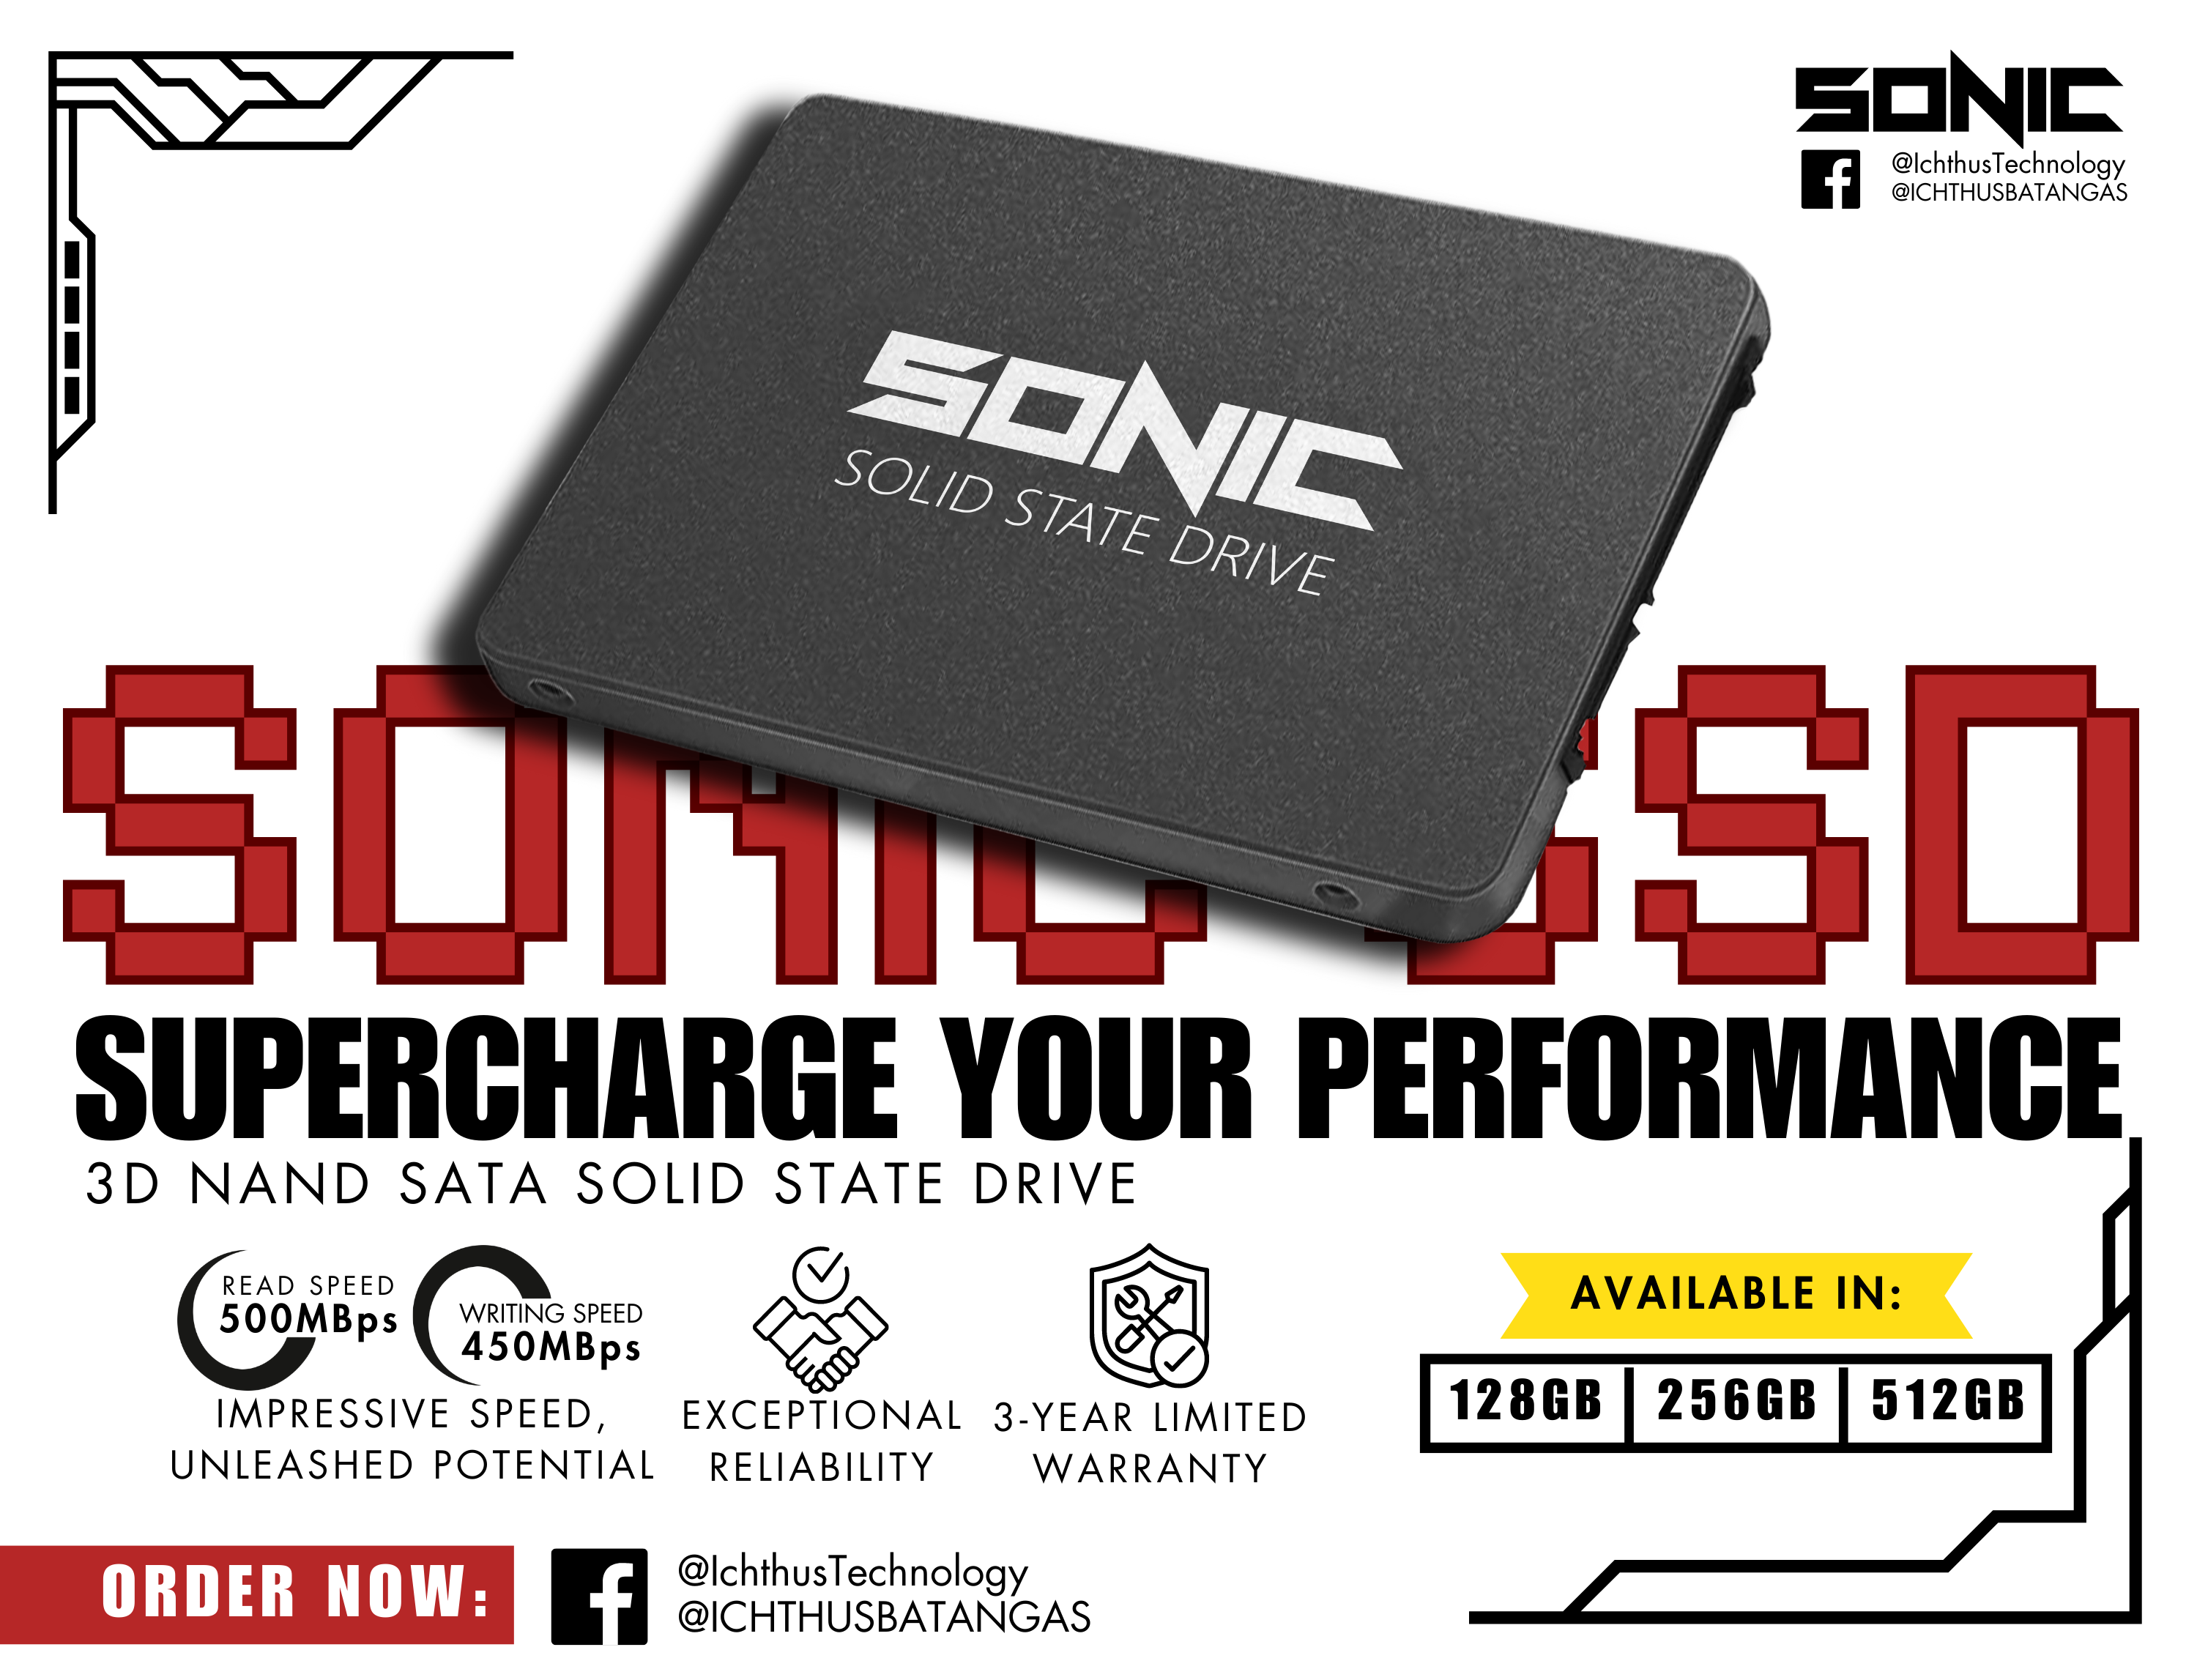 SONIC
@IchthusTechnology
@ICHTHUSBATANGAS
SONIC
SOLID STATE DRIVE
SONIC SSD
SUPERCHARGE YOUR PERFORMANCE
3D NAND SATA SOLID STATE DRIVE
READ SPEED
500MBps
WRITING SPEED
450MBps
IMPRESSIVE SPEED,
UNLEASHED POTENTIAL
EXCEPTIONAL
RELIABILITY
3-YEAR LIMITED
WARRANTY
AVAILABLE IN:
128GB 256GB 512GB
ORDER NOW:
@IchthusTechnology
@ICHTHUSBATANGAS